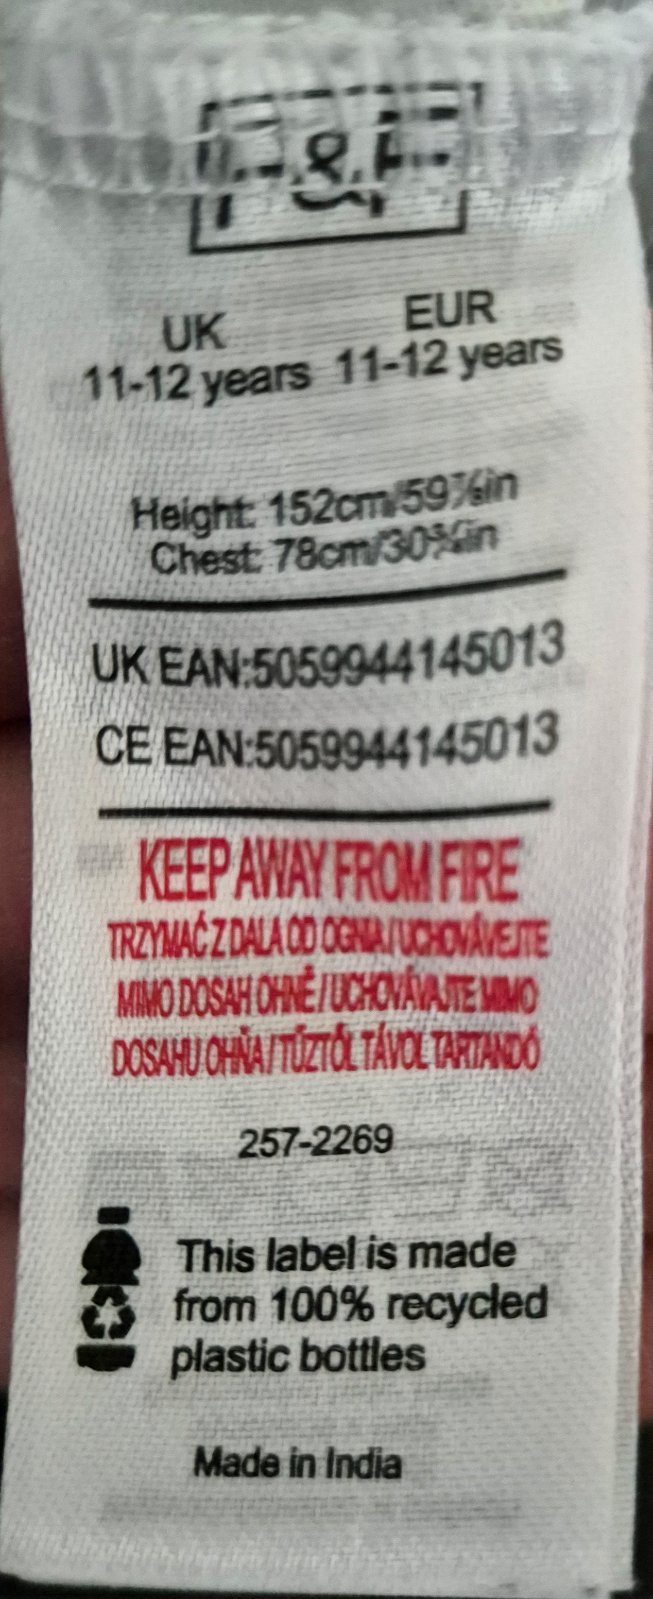 F&F
UK EUR
11-12 years 11-12 years
Height: 152cm/59⅞in
Chest: 78cm/30¾in
UK EAN:5059944145013
CE EAN:5059944145013
KEEP AWAY FROM FIRE
TRZYMAĆ Z DALA OD OGNIA / UCHOVÁVEJTE
MIMO DOSAH OHNĚ / UCHOVÁVAJTE MIMO
DOSAHU OHŇA / TŰZTŐL TÁVOL TARTANDÓ
257-2269
This label is made
from 100% recycled
plastic bottles
Made in India